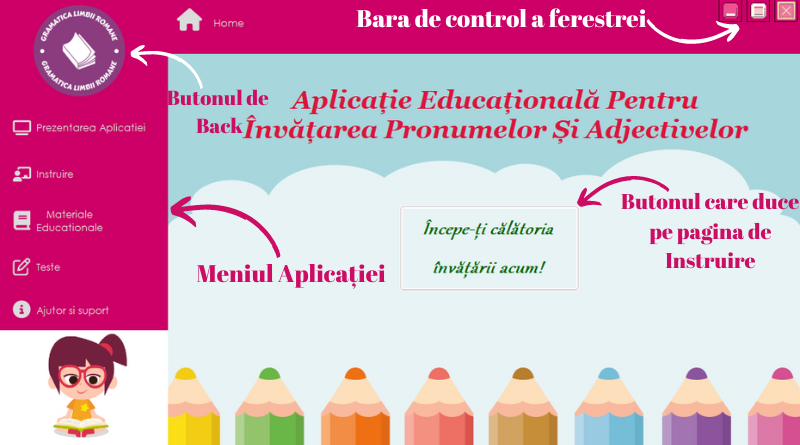 GRAMATICA LIMBII ROMANE
GRAMATICA LIMBII ROMANE
Home
Bara de control a ferestrei
Butonul de
Back
Aplicație Educațională Pentru
Învățarea Pronumelor Și Adjectivelor
Prezentarea Aplicatiei
Instruire
Materiale
Educationale
Teste
Ajutor si suport
Meniul Aplicației
Începe-ți călătoria
învățării acum!
Butonul care duce
pe pagina de
Instruire